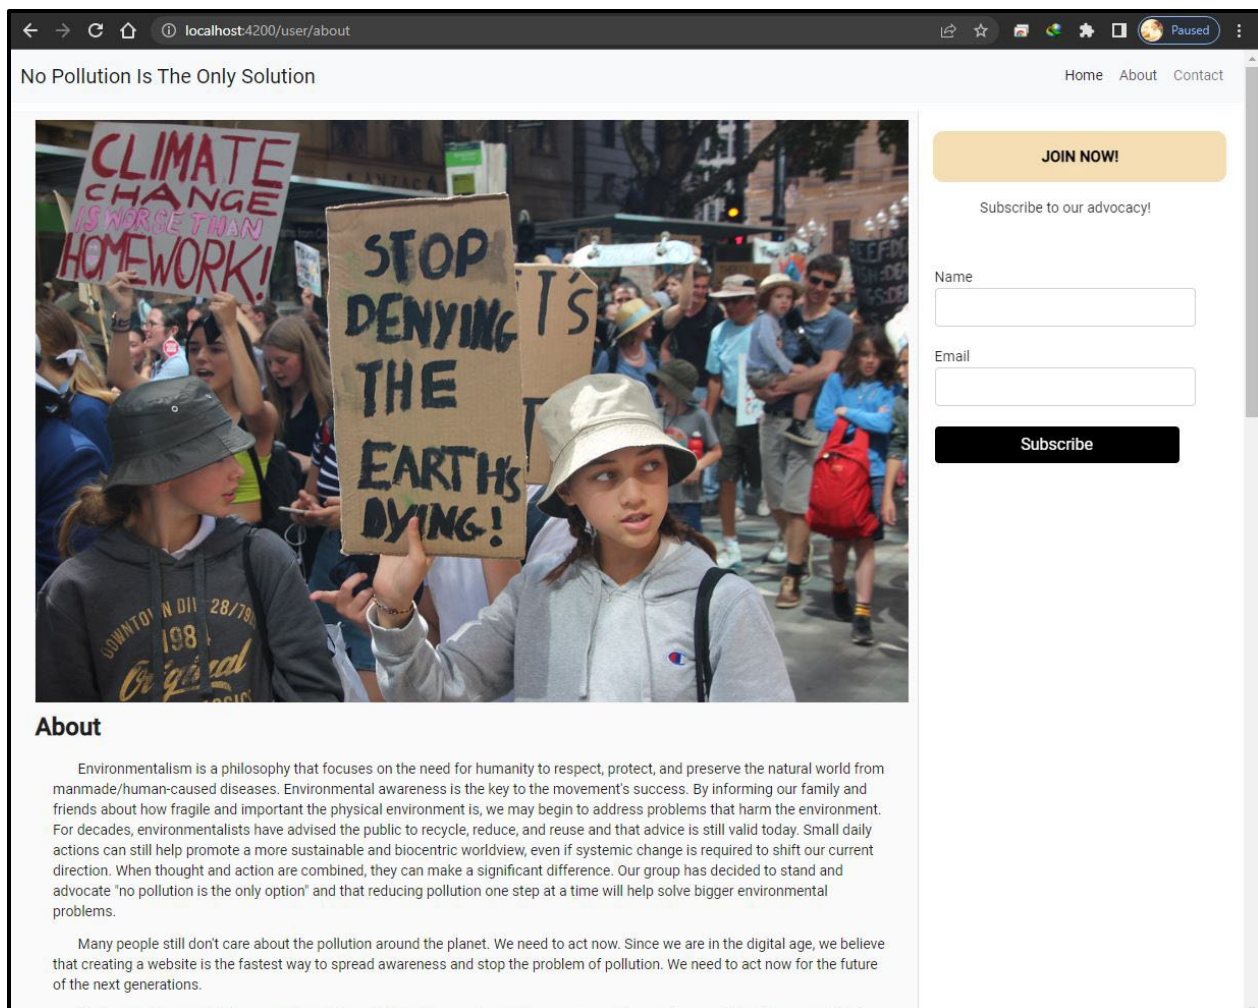 localhost:4200/user/about
Paused
No Pollution Is The Only Solution
Home About Contact
CLIMATE
CHANGE
IS WORSE THAN
HOMEWORK!
ANZAC
STOP
DENYING
THE
EARTH'S
DYING!
T'S
DOWNTOWN DIV 28/79
1984
Original
JOIN NOW!
Subscribe to our advocacy!
Name
Email
Subscribe
About
Environmentalism is a philosophy that focuses on the need for humanity to respect, protect, and preserve the natural world from
manmade/human-caused diseases. Environmental awareness is the key to the movement's success. By informing our family and
friends about how fragile and important the physical environment is, we may begin to address problems that harm the environment.
For decades, environmentalists have advised the public to recycle, reduce, and reuse and that advice is still valid today. Small daily
actions can still help promote a more sustainable and biocentric worldview, even if systemic change is required to shift our current
direction. When thought and action are combined, they can make a significant difference. Our group has decided to stand and
advocate "no pollution is the only option" and that reducing pollution one step at a time will help solve bigger environmental
problems.
Many people still don't care about the pollution around the planet. We need to act now. Since we are in the digital age, we believe
that creating a website is the fastest way to spread awareness and stop the problem of pollution. We need to act now for the future
of the next generations.